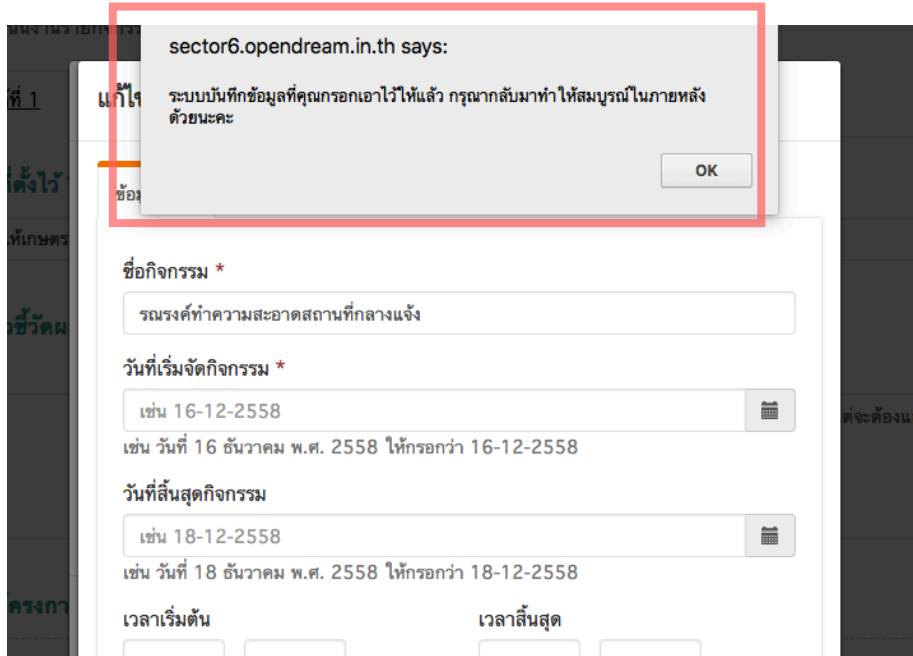 sector6.opendream.in.th says:
ระบบบันทึกข้อมูลที่คุณกรอกเอาไว้ให้แล้ว กรุณากลับมาทำให้สมบูรณ์ในภายหลัง
ด้วยนะคะ
OK
ที่ 1
แก้ไข
ที่ตั้งไว้
ชื่อกิจกรรม *
รณรงค์ทำความสะอาดสถานที่กลางแจ้ง
วันที่เริ่มจัดกิจกรรม *
เช่น 16-12-2558
เช่น วันที่ 16 ธันวาคม พ.ศ. 2558 ให้กรอกว่า 16-12-2558
วันที่สิ้นสุดกิจกรรม
เช่น 18-12-2558
เช่น วันที่ 18 ธันวาคม พ.ศ. 2558 ให้กรอกว่า 18-12-2558
เวลาเริ่มต้น เวลาสิ้นสุด